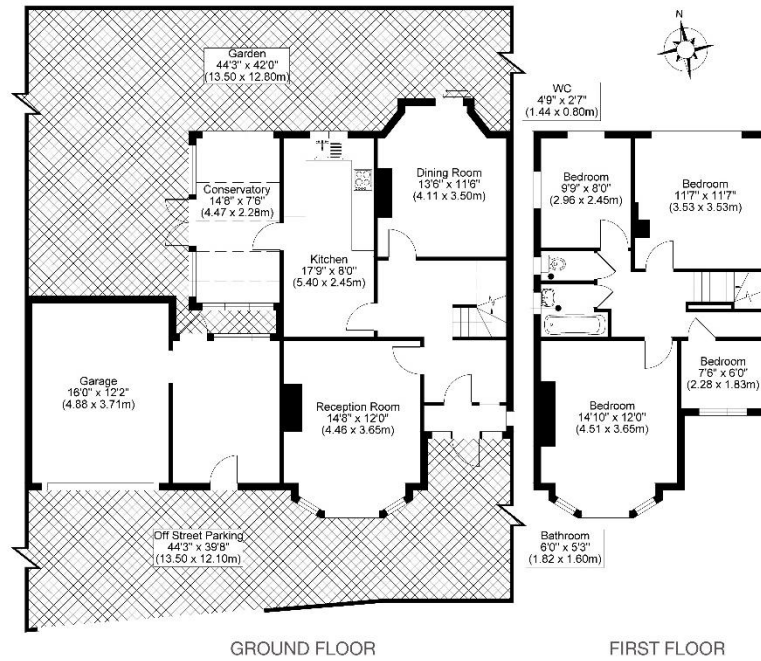 N
Garden
44'3" x 42'0"
(13.50 x 12.80m)
WC
4'9" x 2'7"
(1.44 x 0.80m)
Conservatory
14'8" x 7'6"
(4.47 x 2.28m)
Kitchen
17'9" x 8'0"
(5.40 x 2.45m)
Dining Room
13'6" x 11'6"
(4.11 x 3.50m)
Bedroom
9'9" x 8'0"
(2.96 x 2.45m)
Bedroom
11'7" x 11'7"
(3.53 x 3.53m)
Garage
16'0" x 12'2"
(4.88 x 3.71m)
Reception Room
14'8" x 12'0"
(4.46 x 3.65m)
Bedroom
14'10" x 12'0"
(4.51 x 3.65m)
Bedroom
7'6" x 6'0"
(2.28 x 1.83m)
Off Street Parking
44'3" x 39'8"
(13.50 x 12.10m)
Bathroom
6'0" x 5'3"
(1.82 x 1.60m)
GROUND FLOOR
FIRST FLOOR